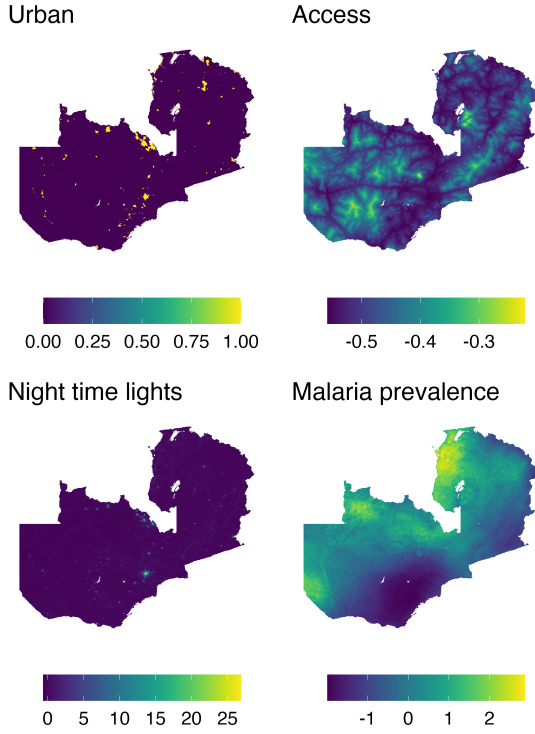 Urban
Access
0.00 0.25 0.50 0.75 1.00
-0.5 -0.4 -0.3
Night time lights
Malaria prevalence
0 5 10 15 20 25
-1 0 1 2